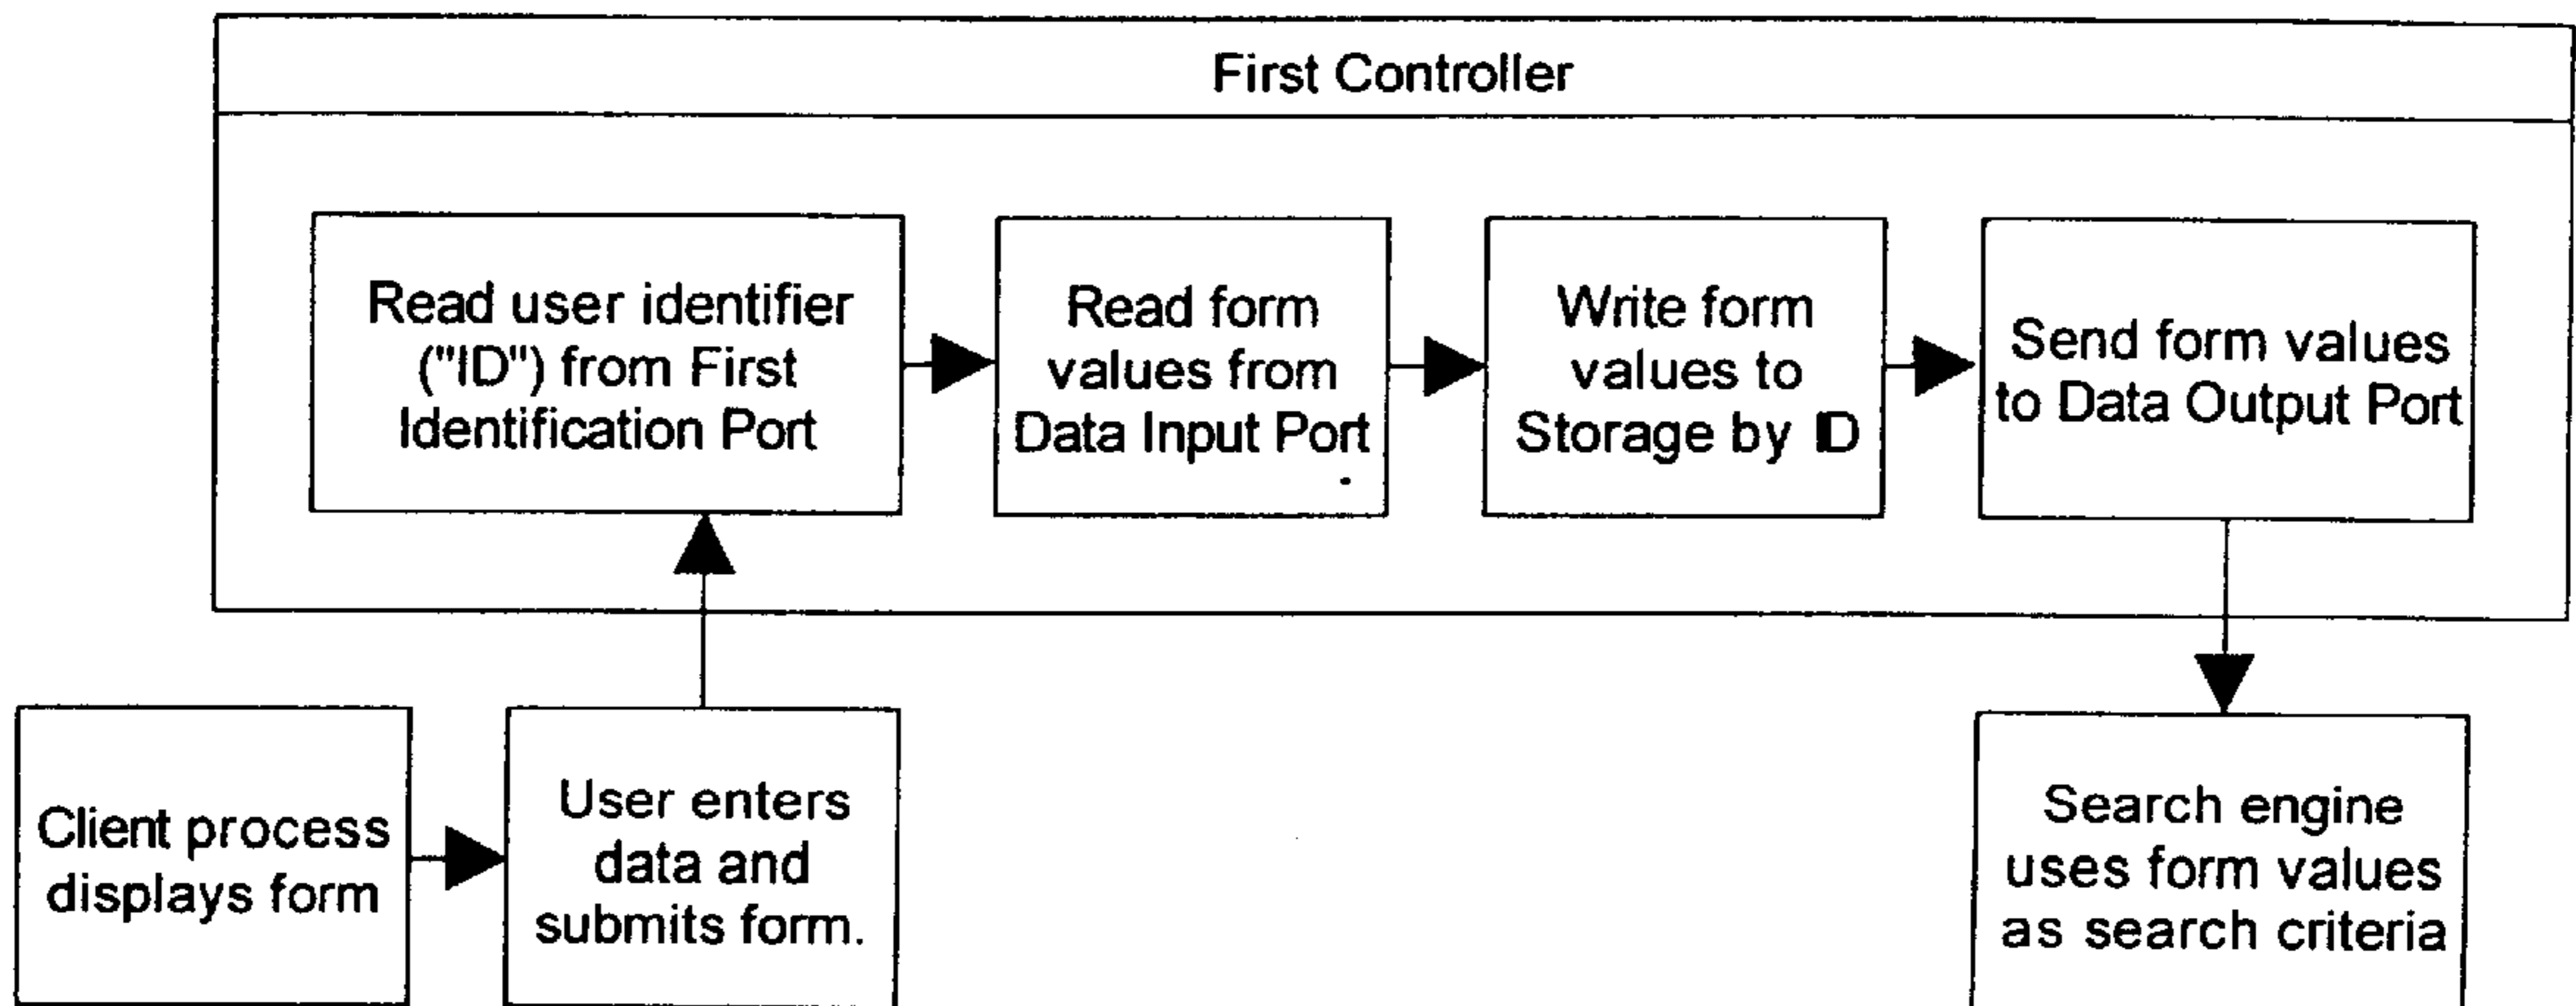 First Controller
Read user identifier
("ID") from First
Identification Port
Read form
values from
Data Input Port
Write form
values to
Storage by ID
Send form values
to Data Output Port
Client process
displays form
User enters
data and
submits form.
Search engine
uses form values
as search criteria